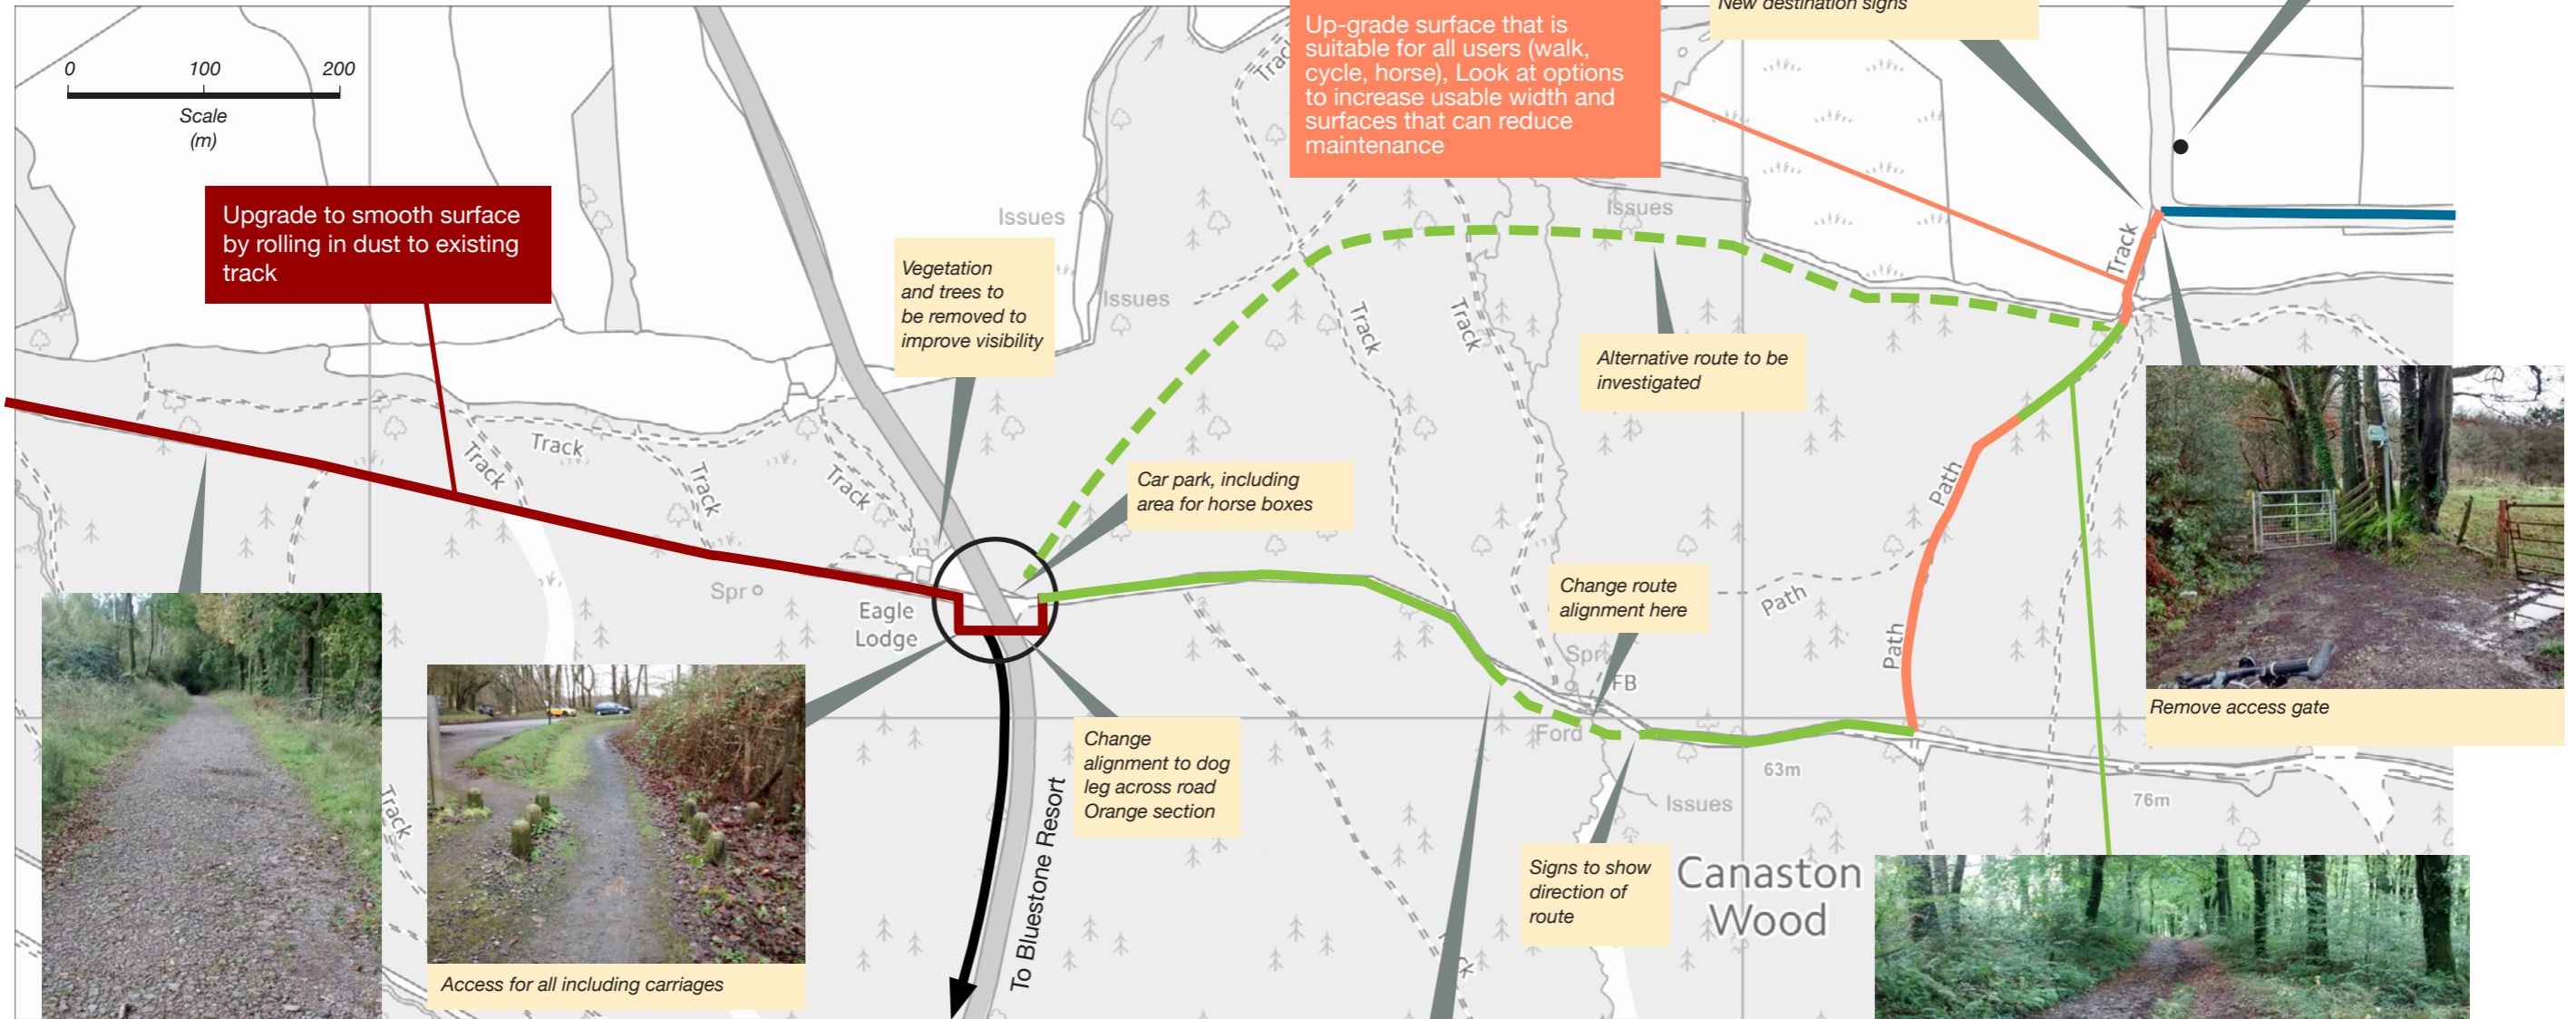 New destination signs
Up-grade surface that is
suitable for all users (walk,
cycle, horse), Look at options
to increase usable width and
surfaces that can reduce
maintenance
0 100 200
Scale
(m)
Upgrade to smooth surface
by rolling in dust to existing
track
Vegetation
and trees to
be removed to
improve visibility
Issues
Issues
Issues
Track
Track
Track
Track
Alternative route to be
investigated
Track
Track
Track
Track
Track
Car park, including
area for horse boxes
Path
Path
Path
Change route
alignment here
Spr
Eagle
Lodge
Spr
FB
Ford
Remove access gate
Change
alignment to dog
leg across road
Orange section
63m
76m
Issues
To Bluestone Resort
Signs to show
direction of
route
Canaston
Wood
Access for all including carriages